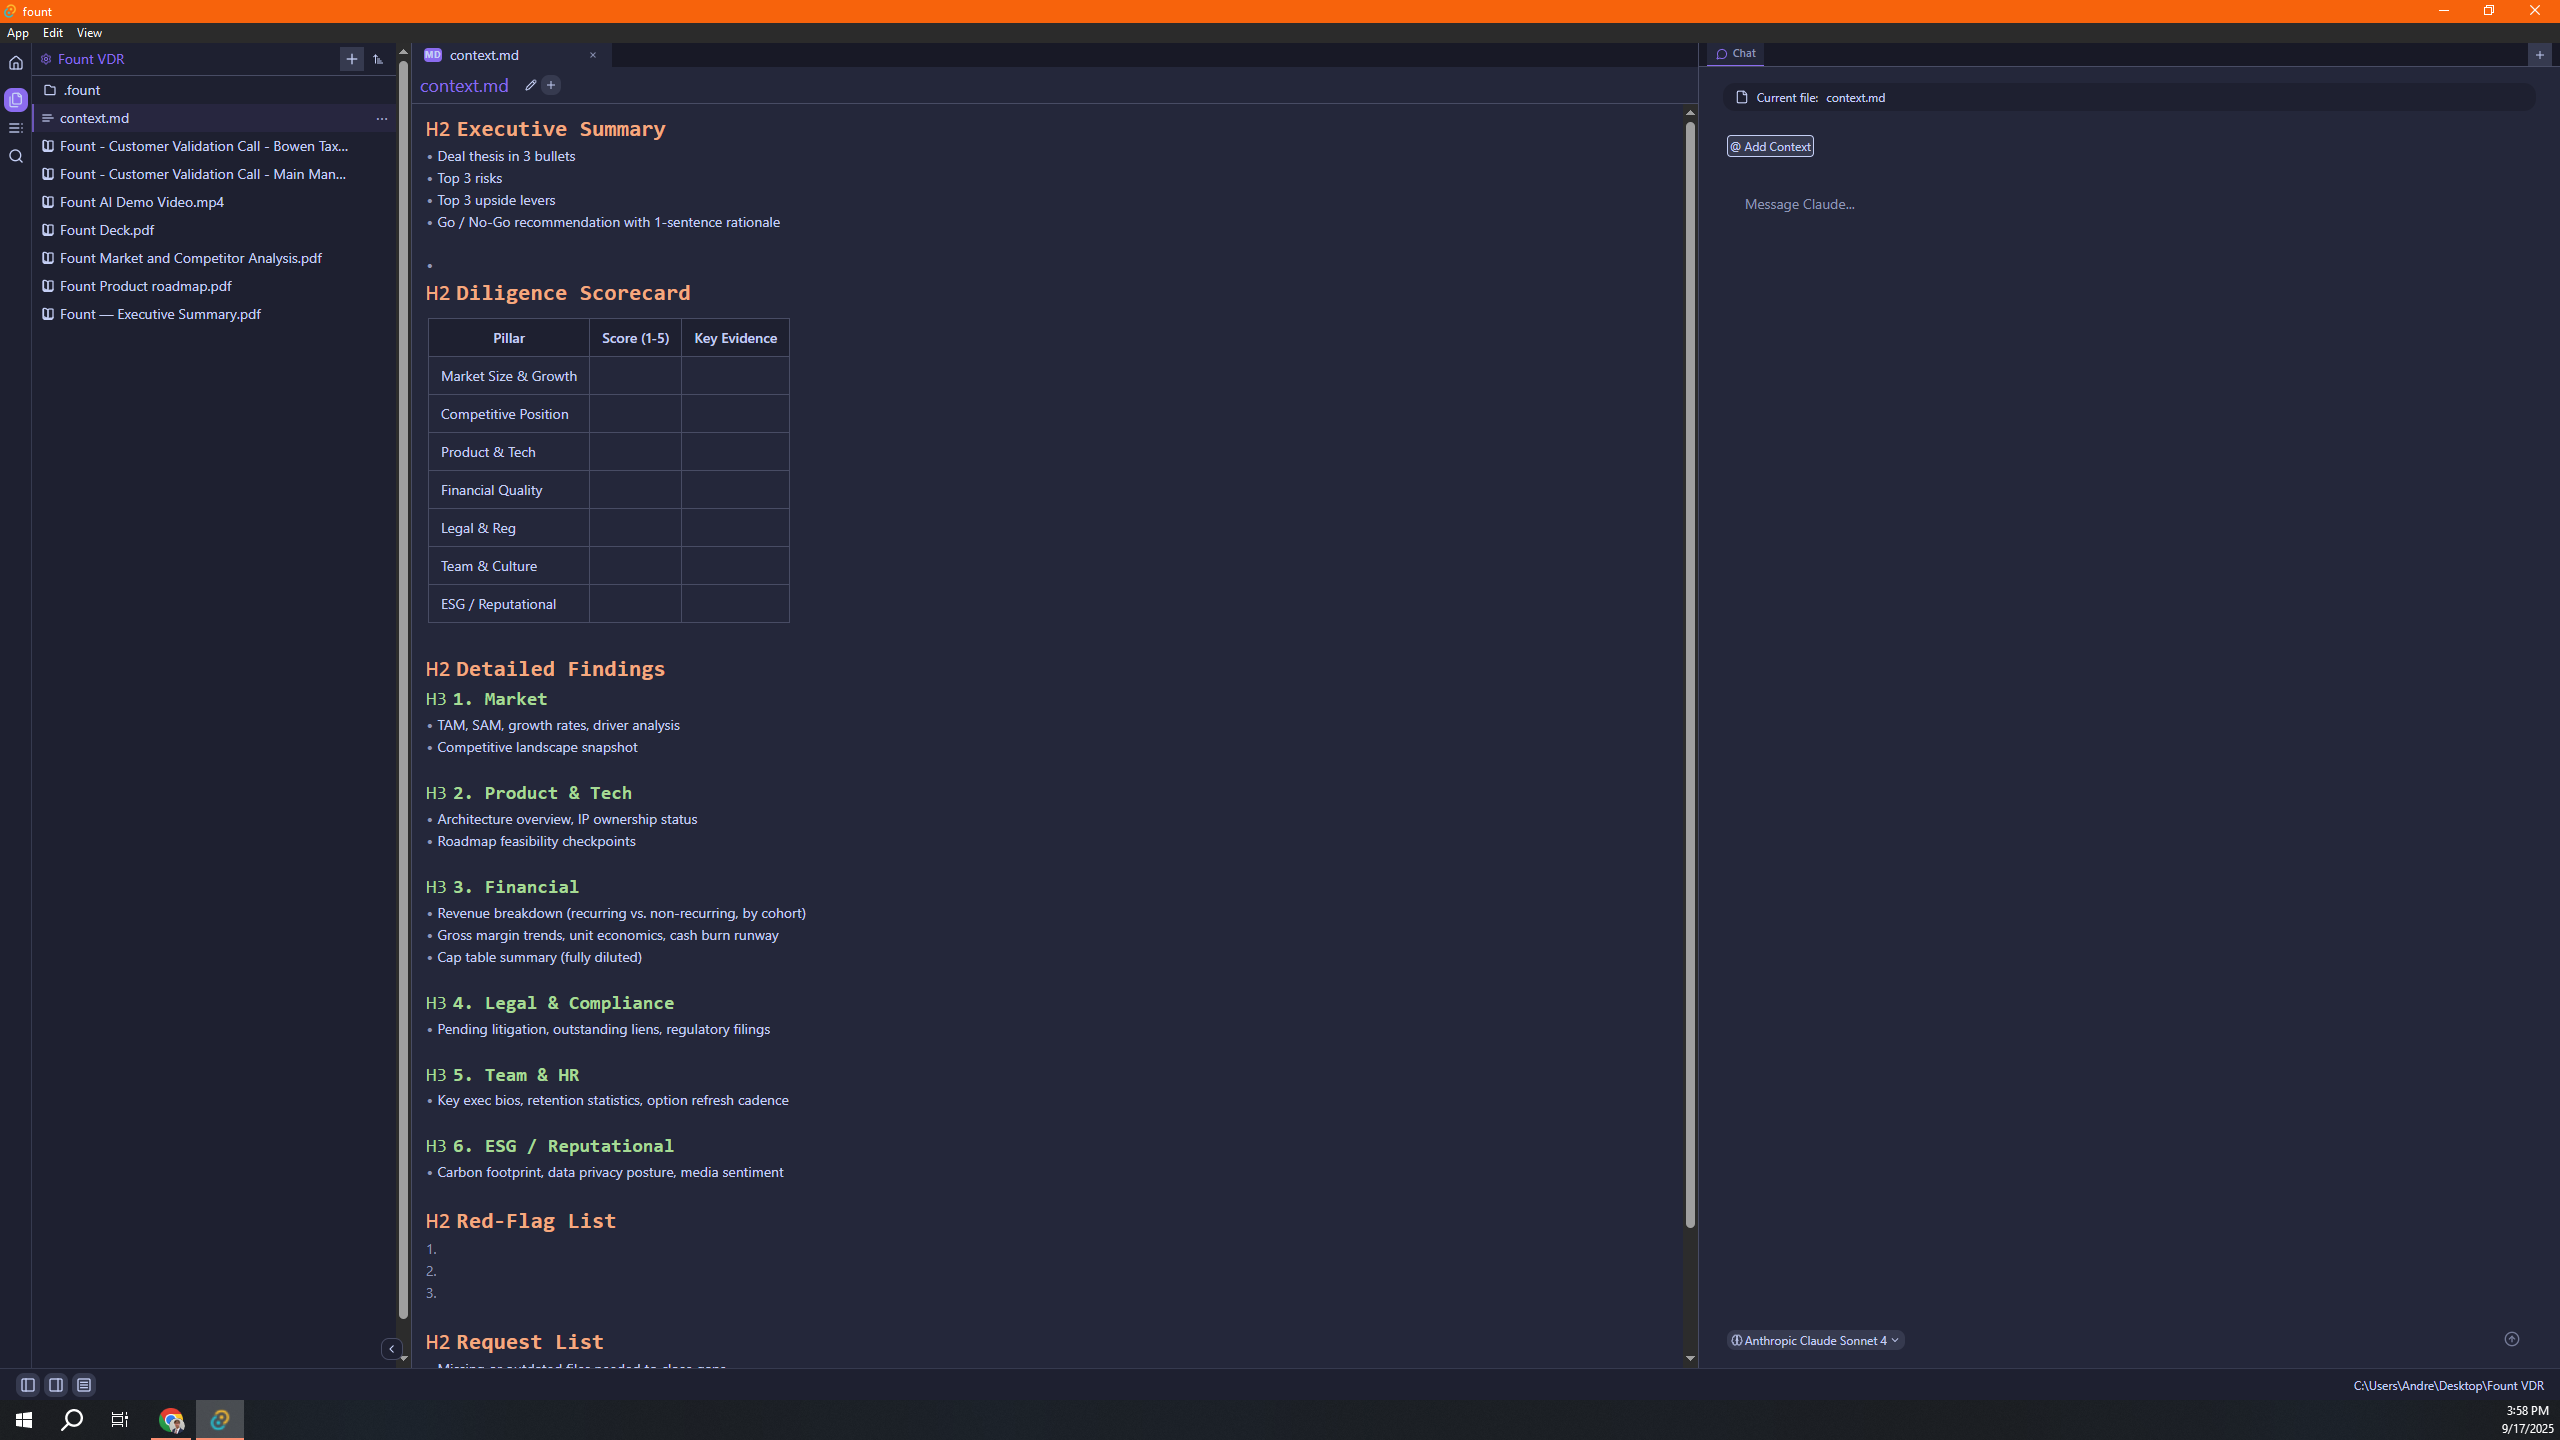 fount
App Edit View
Fount VDR
.fount
context.md
Fount - Customer Validation Call - Bowen Tax...
Fount - Customer Validation Call - Main Man...
Fount AI Demo Video.mp4
Fount Deck.pdf
Fount Market and Competitor Analysis.pdf
Fount Product roadmap.pdf
Fount — Executive Summary.pdf
MD context.md
context.md
H2 Executive Summary
• Deal thesis in 3 bullets
• Top 3 risks
• Top 3 upside levers
• Go / No-Go recommendation with 1-sentence rationale
•
H2 Diligence Scorecard
Pillar Score (1-5) Key Evidence
Market Size & Growth
Competitive Position
Product & Tech
Financial Quality
Legal & Reg
Team & Culture
ESG / Reputational
H2 Detailed Findings
H3 1. Market
• TAM, SAM, growth rates, driver analysis
• Competitive landscape snapshot
H3 2. Product & Tech
• Architecture overview, IP ownership status
• Roadmap feasibility checkpoints
H3 3. Financial
• Revenue breakdown (recurring vs. non-recurring, by cohort)
• Gross margin trends, unit economics, cash burn runway
• Cap table summary (fully diluted)
H3 4. Legal & Compliance
• Pending litigation, outstanding liens, regulatory filings
H3 5. Team & HR
• Key exec bios, retention statistics, option refresh cadence
H3 6. ESG / Reputational
• Carbon footprint, data privacy posture, media sentiment
H2 Red-Flag List
1.
2.
3.
H2 Request List
Chat
Current file: context.md
@ Add Context
Message Claude...
Anthropic Claude Sonnet 4
C:\Users\Andre\Desktop\Fount VDR
3:58 PM
9/17/2025